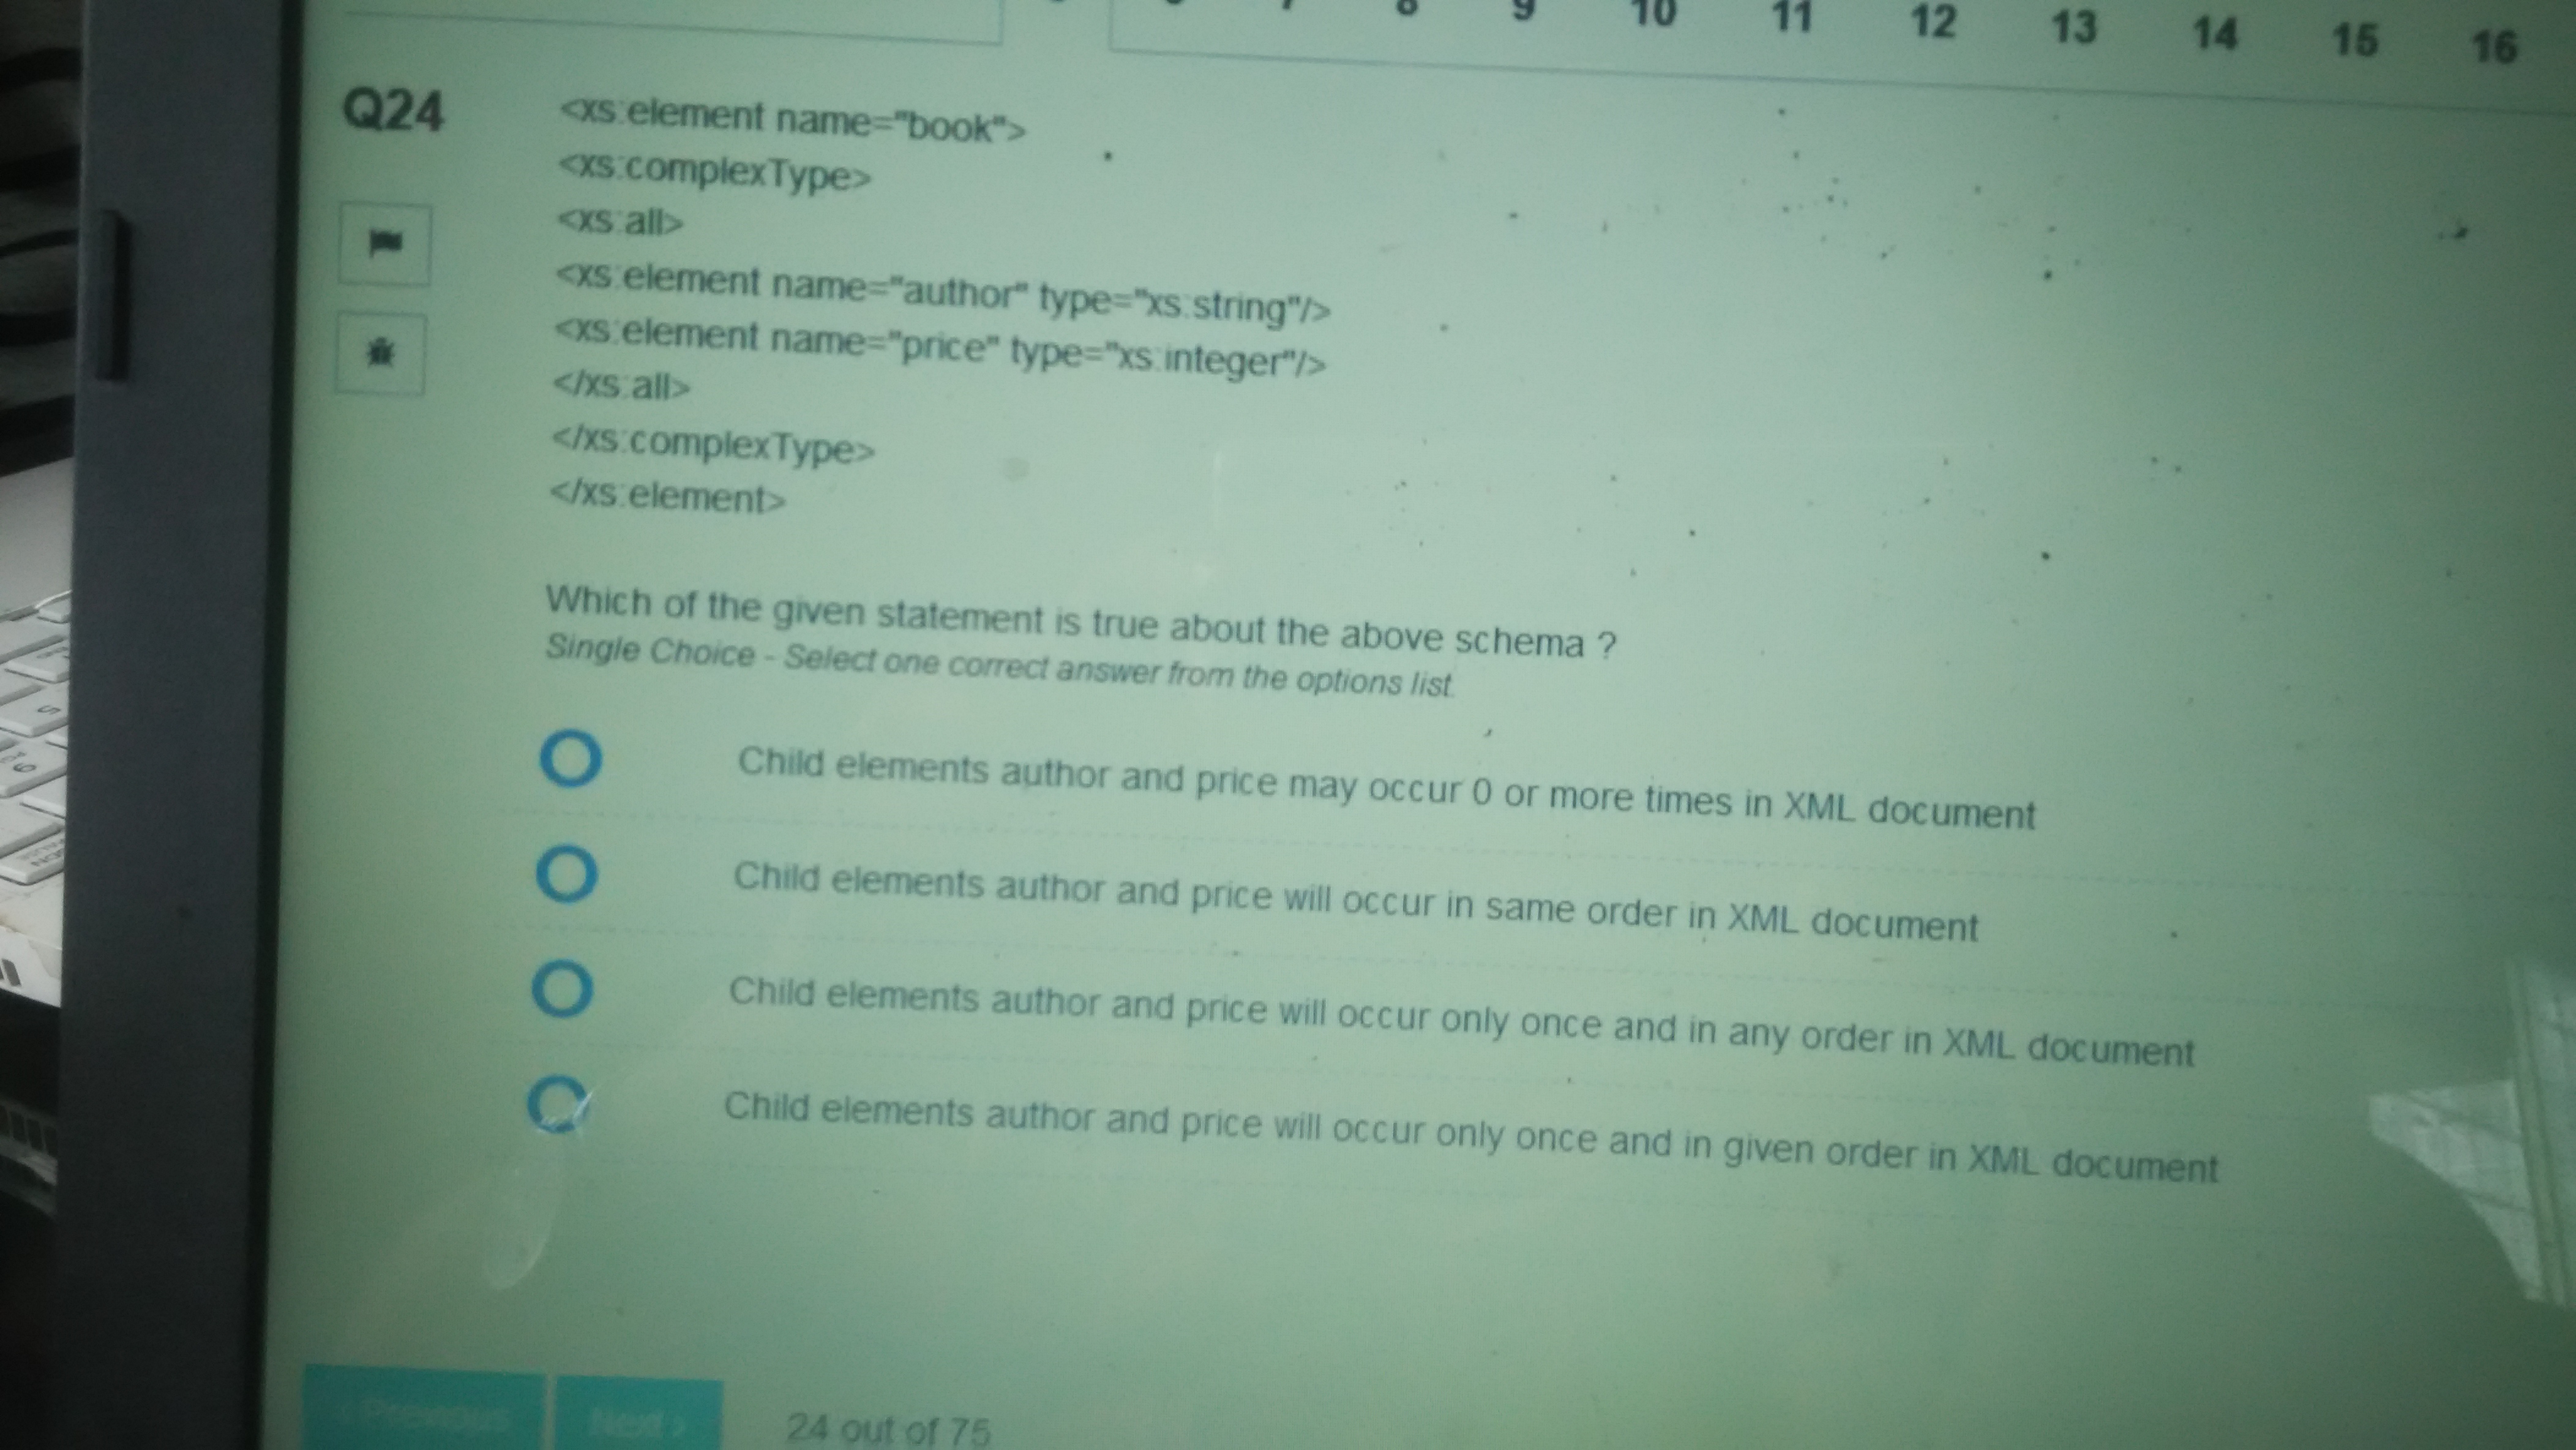 8 9 10 11 12 13 14 15 16
Q24
<xs:element name="book">
<xs:complexType>
<xs:all>
<xs:element name="author" type="xs:string"/>
<xs:element name="price" type="xs:integer"/>
</xs:all>
</xs:complexType>
</xs:element>
Which of the given statement is true about the above schema ?
Single Choice - Select one correct answer from the options list.
Child elements author and price may occur 0 or more times in XML document
Child elements author and price will occur in same order in XML document
Child elements author and price will occur only once and in any order in XML document
Child elements author and price will occur only once and in given order in XML document
‹ Previous
Next ›
24 out of 75